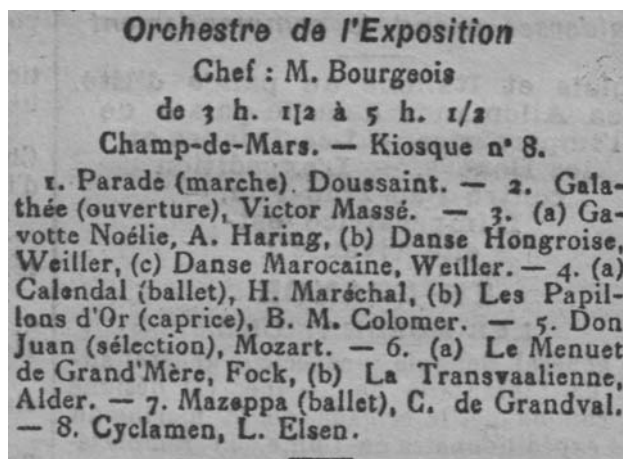 Orchestre de l'Exposition
Chef : M. Bourgeois
de 3 h. 1|2 à 5 h. 1/2
Champ-de-Mars. — Kiosque n° 8.
1. Parade (marche). Doussaint. — 2. Gala-
thée (ouverture), Victor Massé. — 3. (a) Ga-
votte Noélie, A. Haring, (b) Danse Hongroise,
Weiller, (c) Danse Marocaine, Weiller. — 4. (a)
Calendal (ballet), H. Maréchal, (b) Les Papil-
lons d'Or (caprice), B. M. Colomer. — 5. Don
Juan (sélection), Mozart. — 6. (a) Le Menuet
de Grand'Mère, Fock, (b) La Transvaalienne,
Alder. — 7. Mazeppa (ballet), C. de Grandval.
— 8. Cyclamen, L. Elsen.